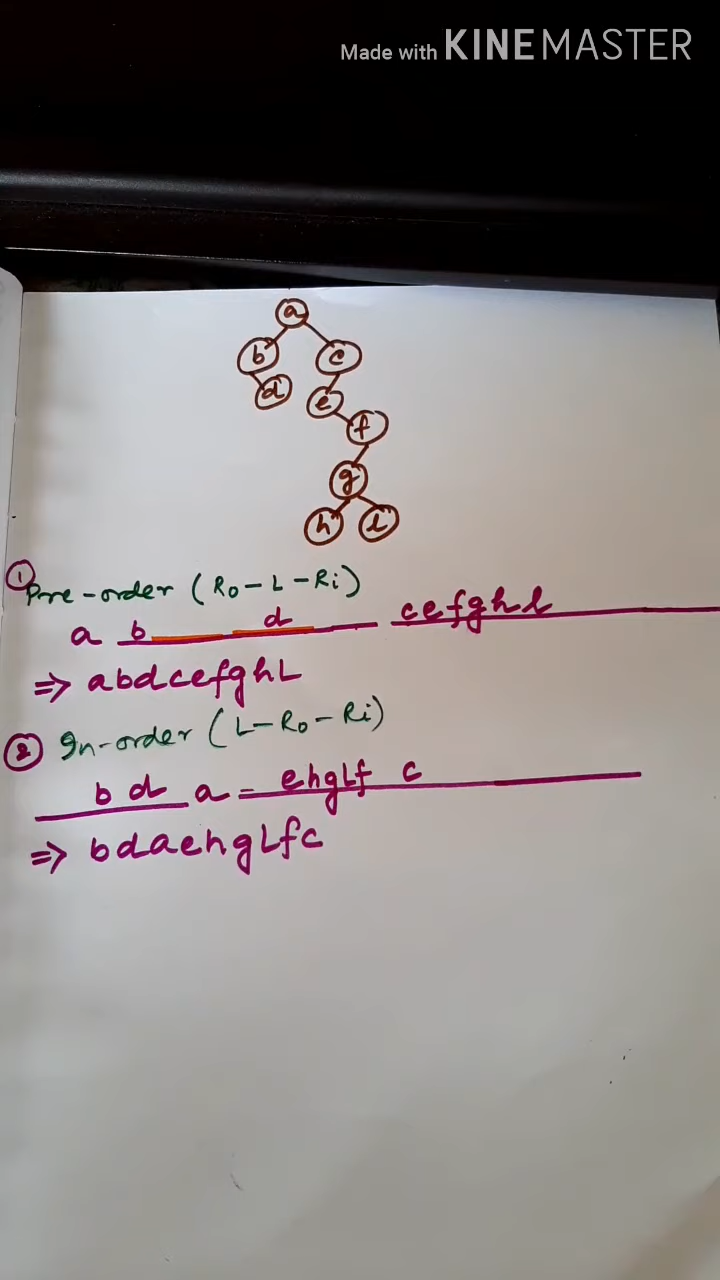 Made with KINEMASTER
a
b c
d e
f
g
h l
① Pre-order (Ro-L-Ri)
a b d cefghl
⇒ abdcefghL
② In-order (L-Ro-Ri)
b d a ehgLf c
⇒ bdaehgLfc